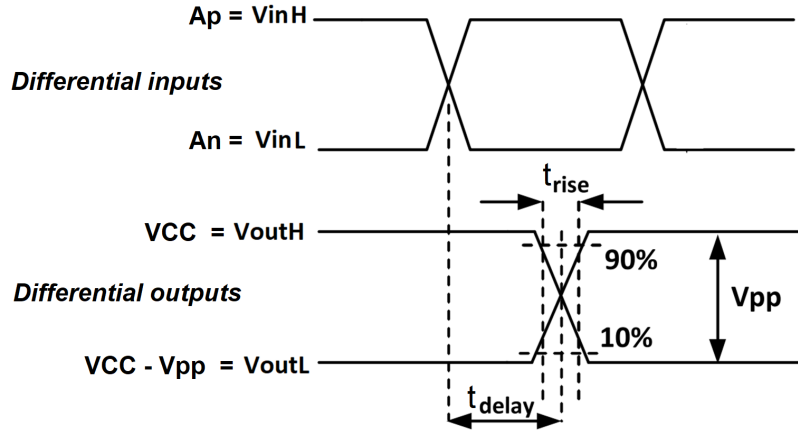 Ap = VinH
Differential inputs
An = VinL
trise
VCC = VoutH
90%
Differential outputs
Vpp
10%
VCC - Vpp = VoutL
tdelay